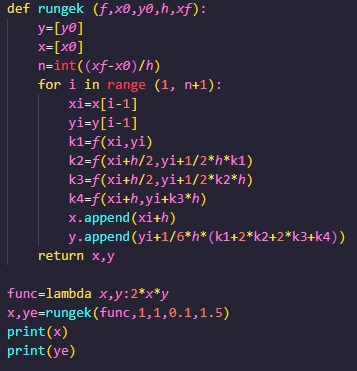 def rungek (f,x0,y0,h,xf):
    y=[y0]
    x=[x0]
    n=int((xf-x0)/h)
    for i in range (1, n+1):
        xi=x[i-1]
        yi=y[i-1]
        k1=f(xi,yi)
        k2=f(xi+h/2,yi+1/2*h*k1)
        k3=f(xi+h/2,yi+1/2*k2*h)
        k4=f(xi+h,yi+k3*h)
        x.append(xi+h)
        y.append(yi+1/6*h*(k1+2*k2+2*k3+k4))
    return x,y

func=lambda x,y:2*x*y
x,ye=rungek(func,1,1,0.1,1.5)
print(x)
print(ye)